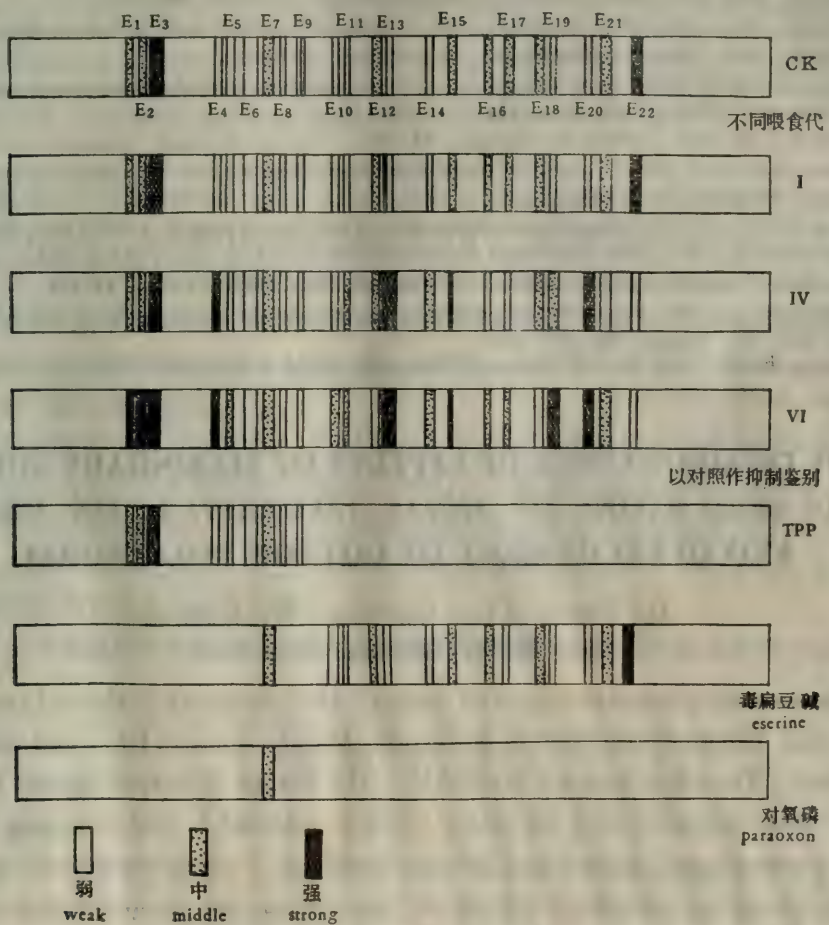 E₁ E₃ E₅ E₇ E₉ E₁₁ E₁₃ E₁₅ E₁₇ E₁₉ E₂₁
CK
E₂ E₄ E₆ E₈ E₁₀ E₁₂ E₁₄ E₁₆ E₁₈ E₂₀ E₂₂
不同喂食代
I
IV
VI
以对照作抑制鉴别
TPP
毒扁豆碱
eserine
对氧磷
paraoxon
弱 中 强
weak middle strong